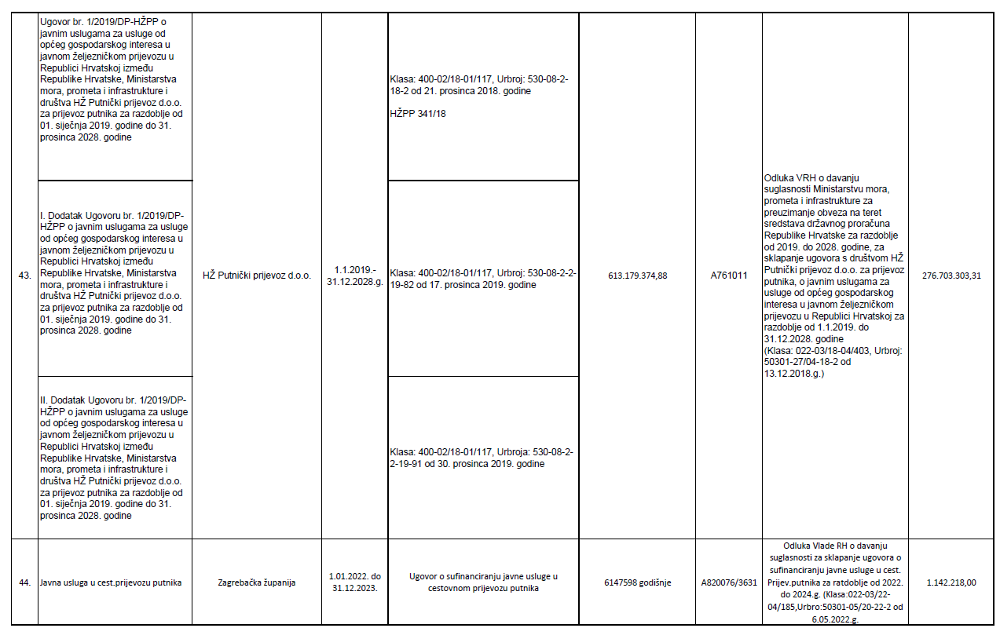 Ugovor br. 1/2019/DP-HŽPP o
javnim uslugama za usluge od
općeg gospodarskog interesa u
javnom željezničkom prijevozu u
Republici Hrvatskoj između
Republike Hrvatske, Ministarstva
mora, prometa i infrastrukture i
društva HŽ Putnički prijevoz d.o.o.
za prijevoz putnika za razdoblje od
01. siječnja 2019. godine do 31.
prosinca 2028. godine
I. Dodatak Ugovoru br. 1/2019/DP-
HŽPP o javnim uslugama za usluge
od općeg gospodarskog interesa u
javnom željezničkom prijevozu u
Republici Hrvatskoj između
Republike Hrvatske, Ministarstva
mora, prometa i infrastrukture i
društva HŽ Putnički prijevoz d.o.o.
za prijevoz putnika za razdoblje od
01. siječnja 2019. godine do 31.
prosinca 2028. godine
II. Dodatak Ugovoru br. 1/2019/DP-
HŽPP o javnim uslugama za usluge
od općeg gospodarskog interesa u
javnom željezničkom prijevozu u
Republici Hrvatskoj između
Republike Hrvatske, Ministarstva
mora, prometa i infrastrukture i
društva HŽ Putnički prijevoz d.o.o.
za prijevoz putnika za razdoblje od
01. siječnja 2019. godine do 31.
prosinca 2028. godine
43.
HŽ Putnički prijevoz d.o.o.
1.1.2019.-
31.12.2028.g.
Klasa: 400-02/18-01/117, Urbroj: 530-08-2-
18-2 od 21. prosinca 2018. godine
HŽPP 341/18
Klasa: 400-02/18-01/117, Urbroj: 530-08-2-2-
19-82 od 17. prosinca 2019. godine
Klasa: 400-02/18-01/117, Urbroja: 530-08-2-
2-19-91 od 30. prosinca 2019. godine
613.179.374,88
A761011
Odluka VRH o davanju
suglasnosti Ministarstvu mora,
prometa i infrastrukture za
preuzimanje obveza na teret
sredstava državnog proračuna
Republike Hrvatske za razdoblje
od 2019. do 2028. godine, za
sklapanje ugovora s društvom HŽ
Putnički prijevoz d.o.o. za prijevoz
putnika, o javnim uslugama za
usluge od općeg gospodarskog
interesa u javnom željezničkom
prijevozu u Republici Hrvatskoj za
razdoblje od 1.1.2019. do
31.12.2028. godine
(Klasa: 022-03/18-04/403, Urbroj:
50301-27/04-18-2 od
13.12.2018.g.)
276.703.303,31
44.
Javna usluga u cest.prijevozu putnika
Zagrebačka županija
1.01.2022. do
31.12.2023.
Ugovor o sufinanciranju javne usluge u
cestovnom prijevozu putnika
6147598 godišnje
A820076/3631
Odluka Vlade RH o davanju
suglasnosti za sklapanje ugovora o
sufinanciranju javne usluge u cest.
Prijev.putnika za ratdoblje od 2022.
do 2024.g. (Klasa:022-03/22-
04/185,Urbro:50301-05/20-22-2 od
6.05.2022.g.
1.142.218,00